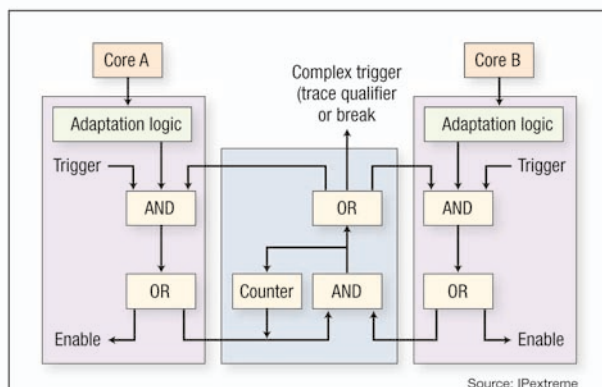 Core A
Core B
Complex trigger
(trace qualifier
or break
Adaptation logic
Adaptation logic
Trigger
Trigger
AND
OR
AND
OR
Counter
AND
OR
Enable
Enable
Source: IPextreme